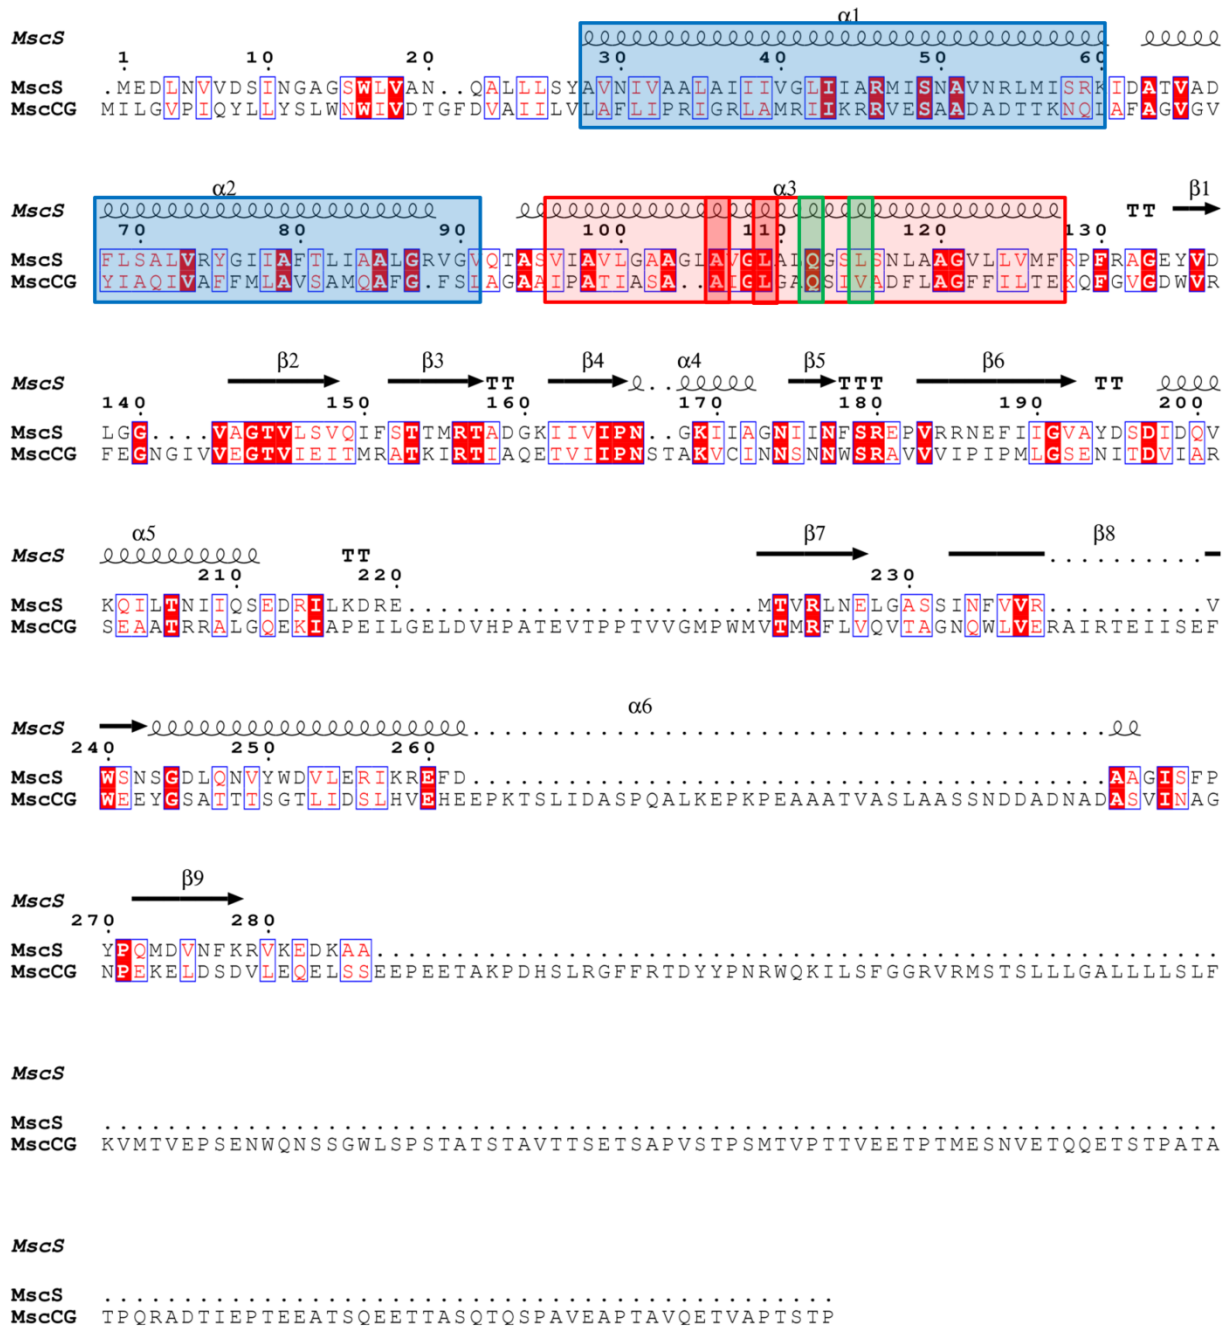 α1
MscS
1 10 20 30 40 50 60
MscS .MEDLNVVDSINGAGSWLVAN..QALLLSYAVNIVAALAIIIVGLIIARMISNAVNRLMISRKIDATVAD
MscCG MILGVPIQYLLYSLWNWIVDTGFDVAIILVLAFLIPRIGRLAMRIIKRRVESAADADTTKNQLAFAGVGV
α2 α3 β1
MscS TT
70 80 90 100 110 120 130
MscS FLSALVRYGIIAFTLIAALGRVGVQTASVIAVLGAAGLAVGLALQGSLSNLAAGVLLVMFRPFRAGEYVD
MscCG YIAQIVAFFMLAVSAMQAFG.FSLAGAAIPATIASA..AIGLGAQSIVADFLAGFFILTEKQFGVGDWVR
β2 β3 β4 α4 β5 β6
MscS TT .. TTT TT
140 150 160 170 180 190 200
MscS LGG....VAGTVLSVQIFSTTMRTADGKIIVIPN..GKIIAGNIINFSREPVRRNEFIIGVAYDSDIDQV
MscCG FEGNGIVVEGTVIEITMRATKIRTIAQETVIIPNSTAKVCINNSNNWSRAVVVIPIPMLGSENITDVIAR
α5 β7 β8
MscS TT ..........
210 220 230
MscS KQILTNIIQSEDRILKDRE......................MTVRLNELGASSINFVVR..........V
MscCG SEAATRRALGQEKIAPEILGELDVHPATEVTPPTVVGMPWMVTMRFLVQVTAGNQWLVERAIRTEIISEF
α6
MscS ........................................
240 250 260
MscS WSNSGDLQNVYWDVLERIKREFD........................................AAGISFP
MscCG WEEYGSATTTSGTLIDSLHVEHEEPKTSLIDASPQALKEPKPEAAATVASLAASSNDDADNADASVINAG
β9
MscS
270 280
MscS YPQMDVNFKRVKEDKAA.....................................................
MscCG NPEKELDSDVLEQELSSEEPEETAKPDHSLRGFFRTDYYPNRWQKILSFGGRVRMSTSLLLGALLLLSLF
MscS
MscS ......................................................................
MscCG KVMTVEPSENWQNSSGWLSPSTATSTAVTTSETSAPVSTPSMTVPTTVEETPTMESNVETQQETSTPATA
MscS
MscS ..............................................
MscCG TPQRADTIEPTEEATSQEETTASQTQSPAVEAPTAVQETVAPTSTP